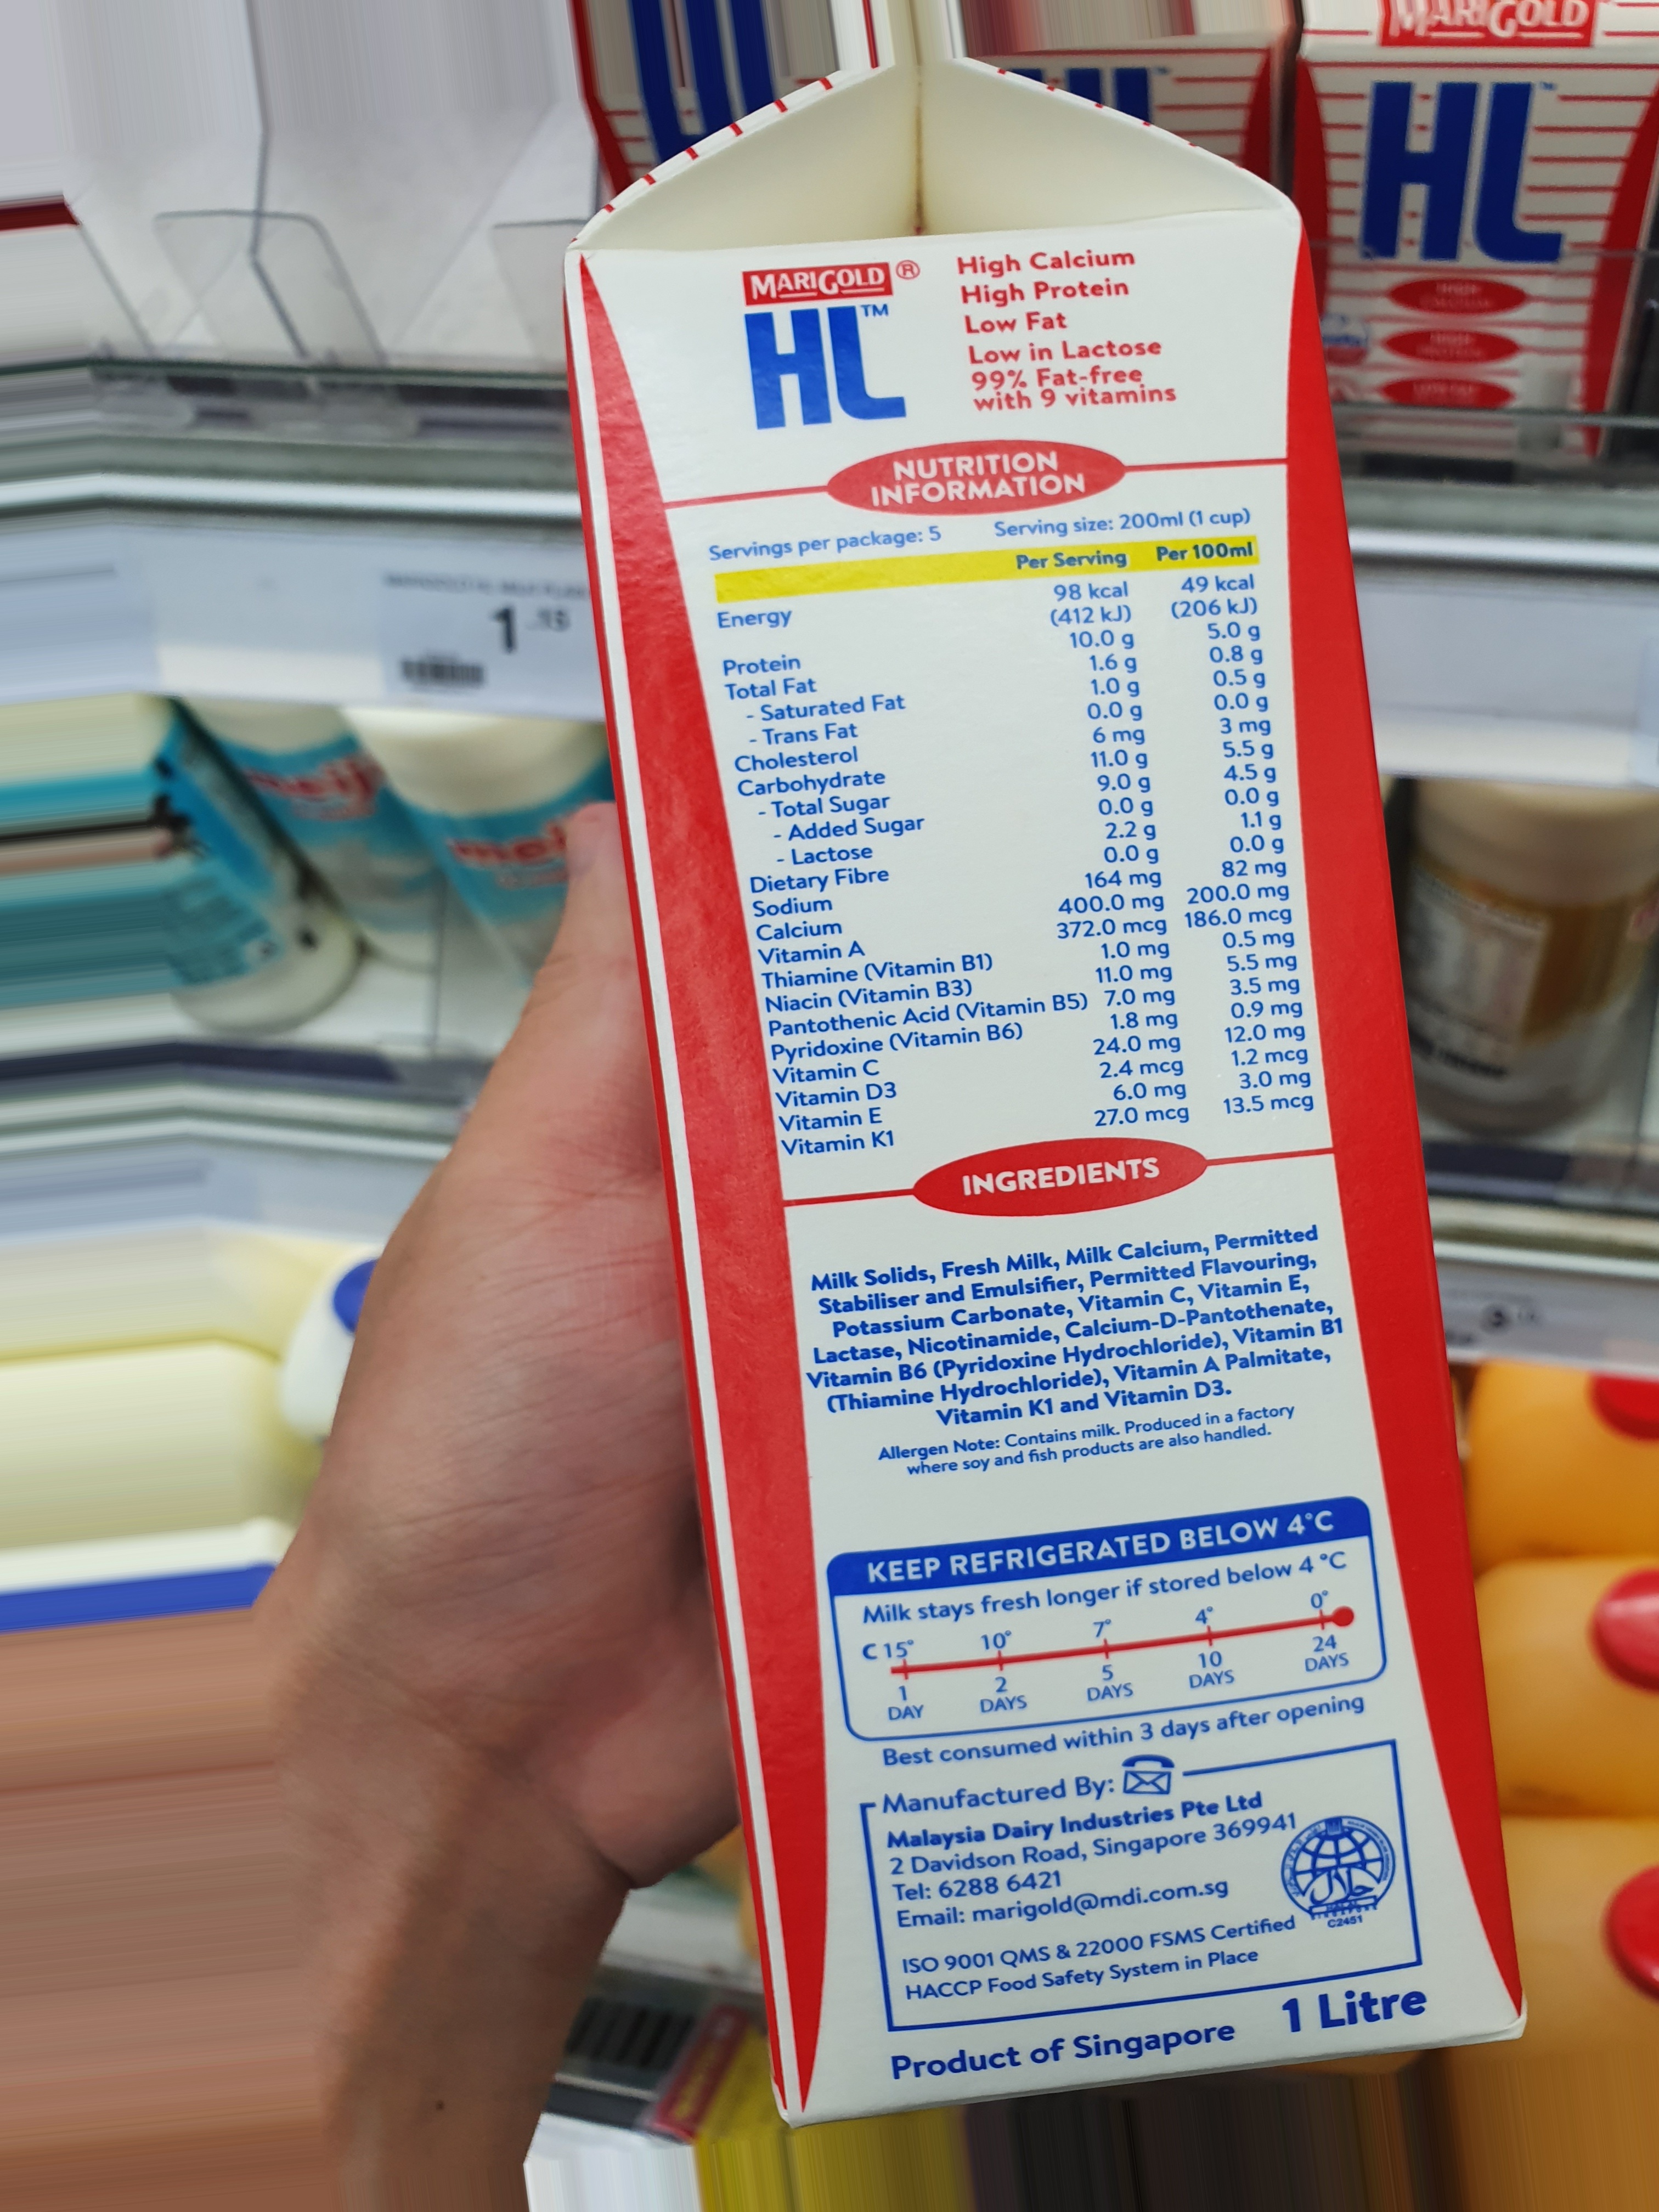 MARIGOLD
HL
MARIGOLD ®
HL™
High Calcium
High Protein
Low Fat
Low in Lactose
99% Fat-free
with 9 vitamins
NUTRITION
INFORMATION
Servings per package: 5 Serving size: 200ml (1 cup)
Per Serving Per 100ml
Energy 98 kcal 49 kcal
(412 kJ) (206 kJ)
Protein 10.0 g 5.0 g
Total Fat 1.6 g 0.8 g
- Saturated Fat 1.0 g 0.5 g
- Trans Fat 0.0 g 0.0 g
Cholesterol 6 mg 3 mg
Carbohydrate 11.0 g 5.5 g
- Total Sugar 9.0 g 4.5 g
- Added Sugar 0.0 g 0.0 g
- Lactose 2.2 g 1.1 g
Dietary Fibre 0.0 g 0.0 g
Sodium 164 mg 82 mg
Calcium 400.0 mg 200.0 mg
Vitamin A 372.0 mcg 186.0 mcg
Thiamine (Vitamin B1) 1.0 mg 0.5 mg
Niacin (Vitamin B3) 11.0 mg 5.5 mg
Pantothenic Acid (Vitamin B5) 7.0 mg 3.5 mg
Pyridoxine (Vitamin B6) 1.8 mg 0.9 mg
Vitamin C 24.0 mg 12.0 mg
Vitamin D3 2.4 mcg 1.2 mcg
Vitamin E 6.0 mg 3.0 mg
Vitamin K1 27.0 mcg 13.5 mcg
INGREDIENTS
Milk Solids, Fresh Milk, Milk Calcium, Permitted
Stabiliser and Emulsifier, Permitted Flavouring,
Potassium Carbonate, Vitamin C, Vitamin E,
Lactase, Nicotinamide, Calcium-D-Pantothenate,
Vitamin B6 (Pyridoxine Hydrochloride), Vitamin B1
(Thiamine Hydrochloride), Vitamin A Palmitate,
Vitamin K1 and Vitamin D3.
Allergen Note: Contains milk. Produced in a factory
where soy and fish products are also handled.
KEEP REFRIGERATED BELOW 4°C
Milk stays fresh longer if stored below 4 °C
C 15° 10° 7° 4° 0°
1 2 5 10 24
DAY DAYS DAYS DAYS DAYS
Best consumed within 3 days after opening
Manufactured By:
Malaysia Dairy Industries Pte Ltd
2 Davidson Road, Singapore 369941
Tel: 6288 6421
Email: marigold@mdi.com.sg
C2451
ISO 9001 QMS & 22000 FSMS Certified
HACCP Food Safety System in Place
Product of Singapore 1 Litre
meiji